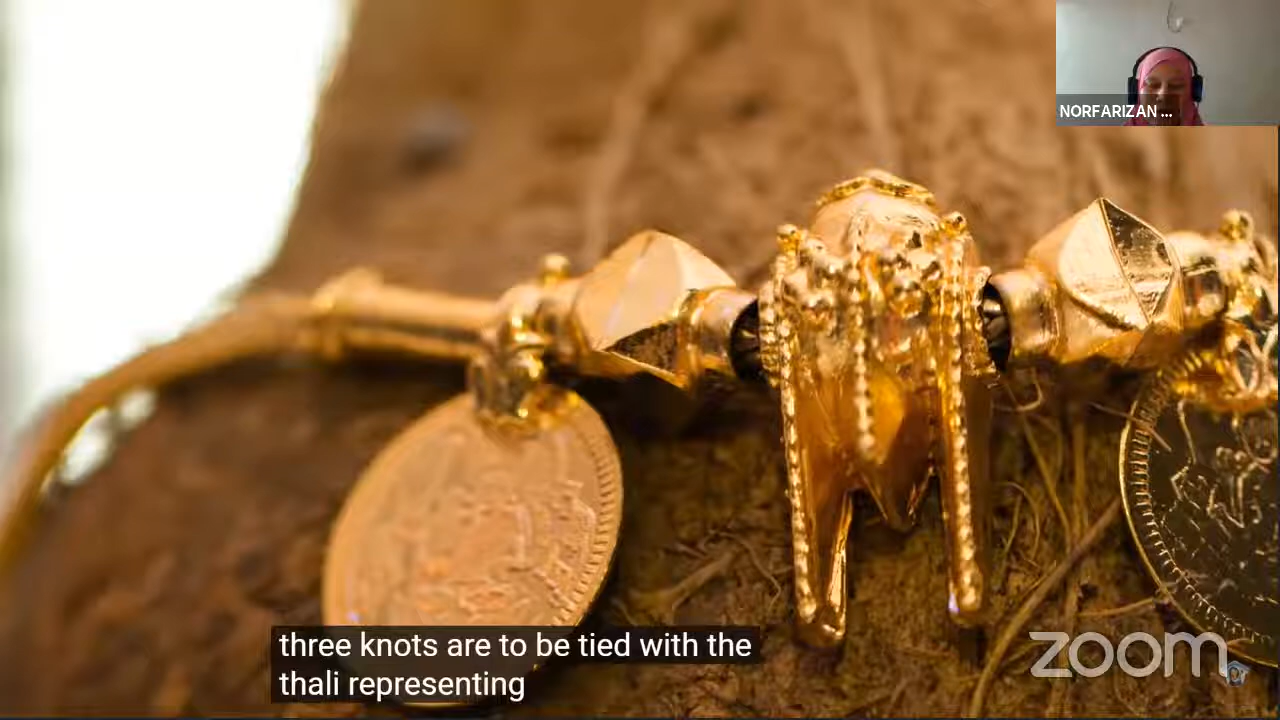 NORFARIZAN ...
three knots are to be tied with the
thali representing
zoom